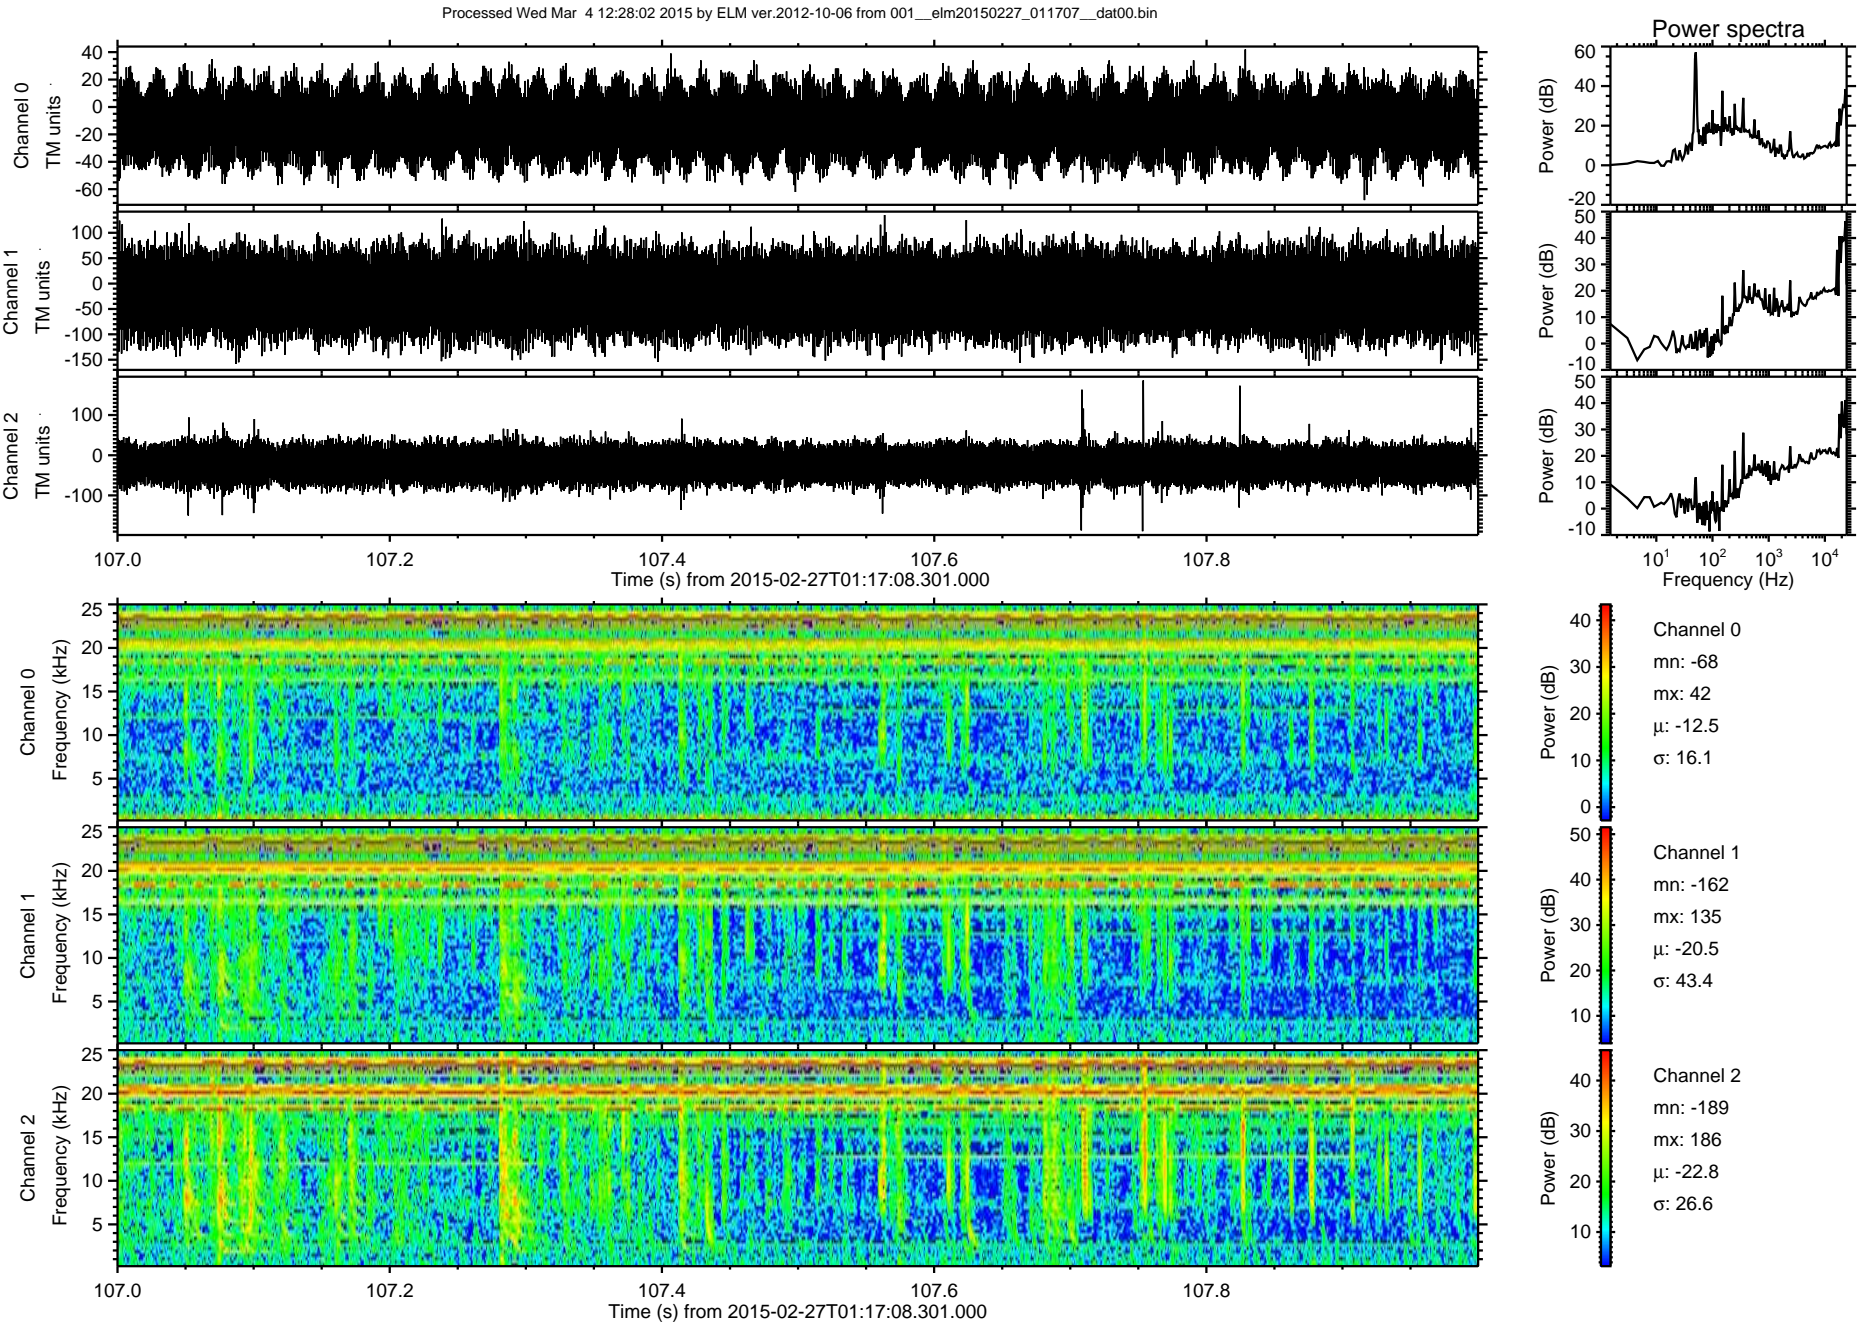 Processed Wed Mar  4 12:28:02 2015 by ELM ver.2012-10-06 from 001__elm20150227_011707__dat00.bin
Power spectra
Channel 0
TM units
40
20
0
-20
-40
-60
Power (dB)
60
40
20
0
-20
Channel 1
TM units
100
50
0
-50
-100
-150
Power (dB)
50
40
30
20
10
0
-10
Channel 2
TM units
100
0
-100
Power (dB)
50
40
30
20
10
0
-10
107.0 107.2 107.4 107.6 107.8
Time (s) from 2015-02-27T01:17:08.301.000
10^1 10^2 10^3 10^4
Frequency (Hz)
Channel 0
Frequency (kHz)
25
20
15
10
5
Power (dB)
40
30
20
10
0
Channel 0
mn: -68
mx: 42
μ: -12.5
σ: 16.1
Channel 1
Frequency (kHz)
25
20
15
10
5
Power (dB)
50
40
30
20
10
Channel 1
mn: -162
mx: 135
μ: -20.5
σ: 43.4
Channel 2
Frequency (kHz)
25
20
15
10
5
Power (dB)
40
30
20
10
Channel 2
mn: -189
mx: 186
μ: -22.8
σ: 26.6
107.0 107.2 107.4 107.6 107.8
Time (s) from 2015-02-27T01:17:08.301.000